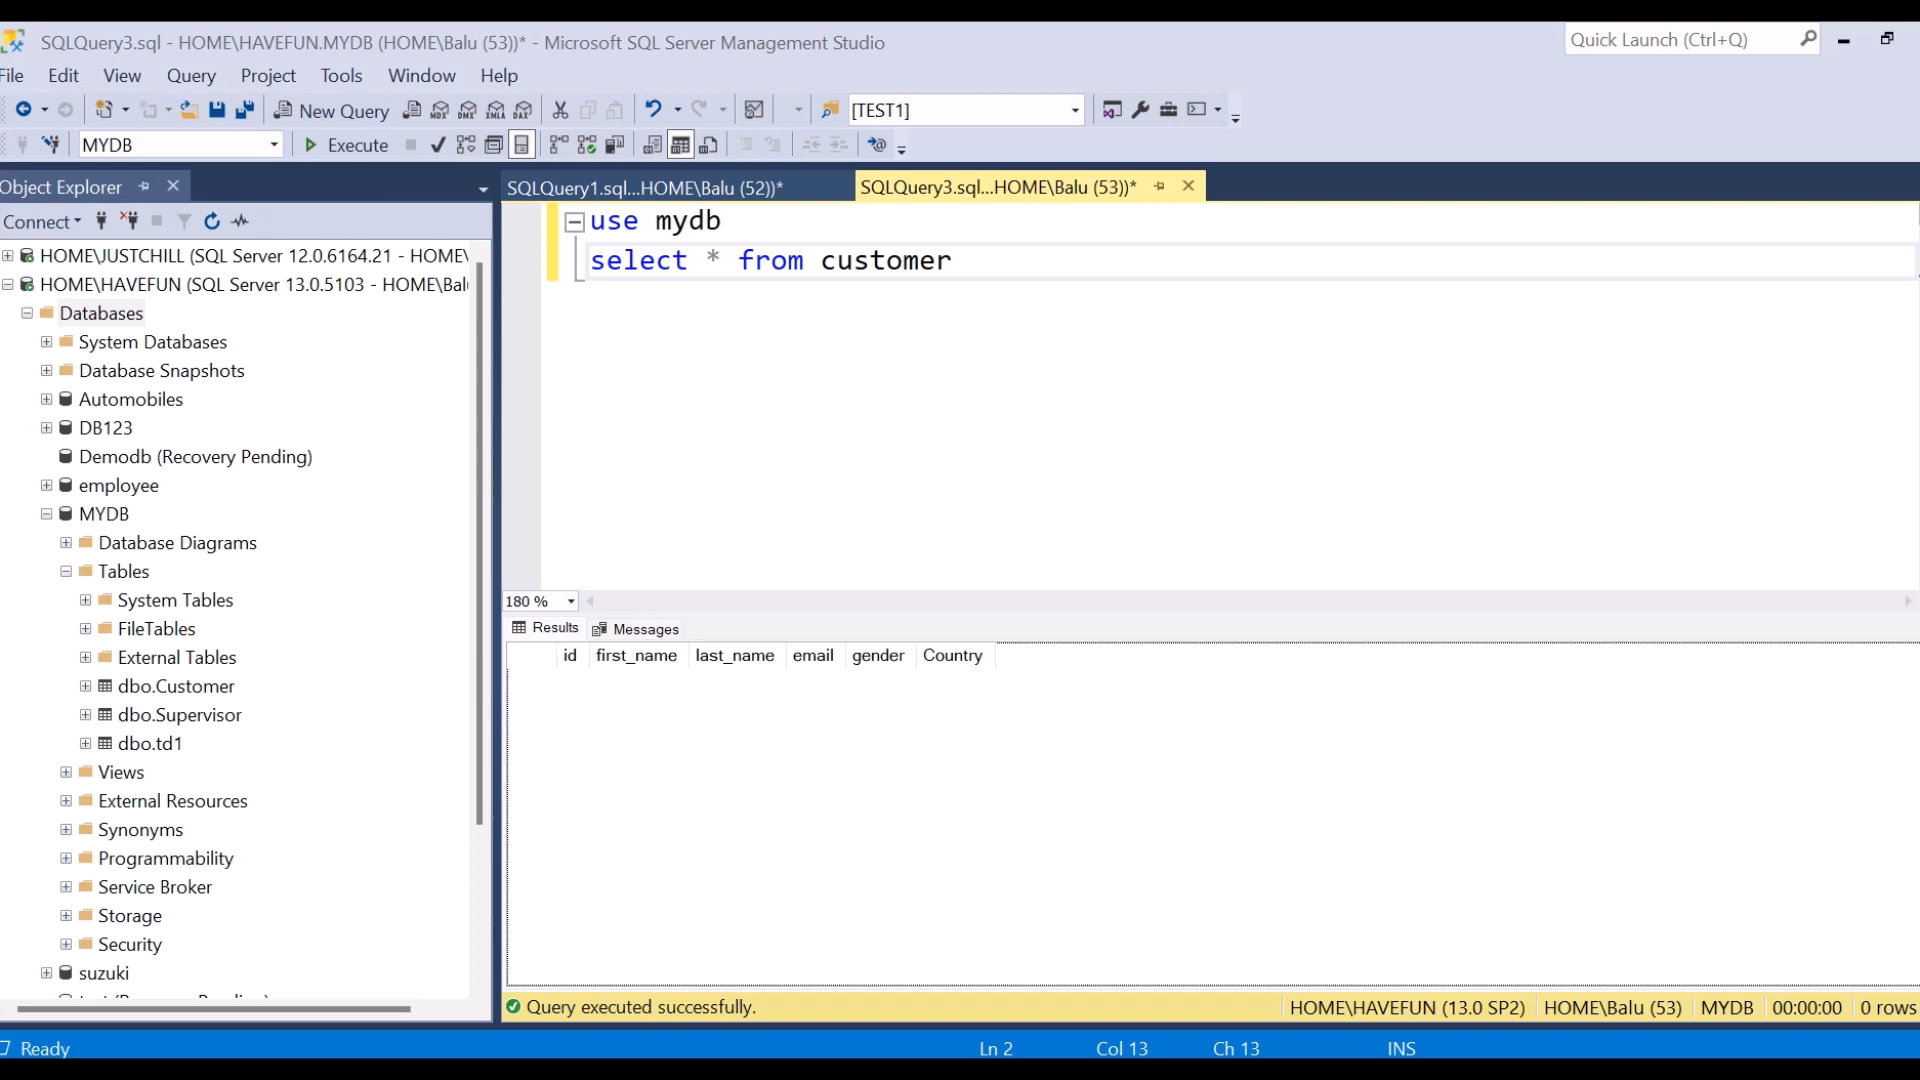 SQLQuery3.sql - HOME\HAVEFUN.MYDB (HOME\Balu (53))* - Microsoft SQL Server Management Studio
Quick Launch (Ctrl+Q)
File Edit View Query Project Tools Window Help
New Query MDX DMX XMLA DAX [TEST1]
MYDB Execute
Object Explorer
SQLQuery1.sql...HOME\Balu (52))*
SQLQuery3.sql...HOME\Balu (53))*
Connect
HOME\JUSTCHILL (SQL Server 12.0.6164.21 - HOME\
HOME\HAVEFUN (SQL Server 13.0.5103 - HOME\Bal
Databases
System Databases
Database Snapshots
Automobiles
DB123
Demodb (Recovery Pending)
employee
MYDB
Database Diagrams
Tables
System Tables
FileTables
External Tables
dbo.Customer
dbo.Supervisor
dbo.td1
Views
External Resources
Synonyms
Programmability
Service Broker
Storage
Security
suzuki
use mydb
select * from customer
180 %
Results Messages
id first_name last_name email gender Country
Query executed successfully.
HOME\HAVEFUN (13.0 SP2) HOME\Balu (53) MYDB 00:00:00 0 rows
Ready Ln 2 Col 13 Ch 13 INS